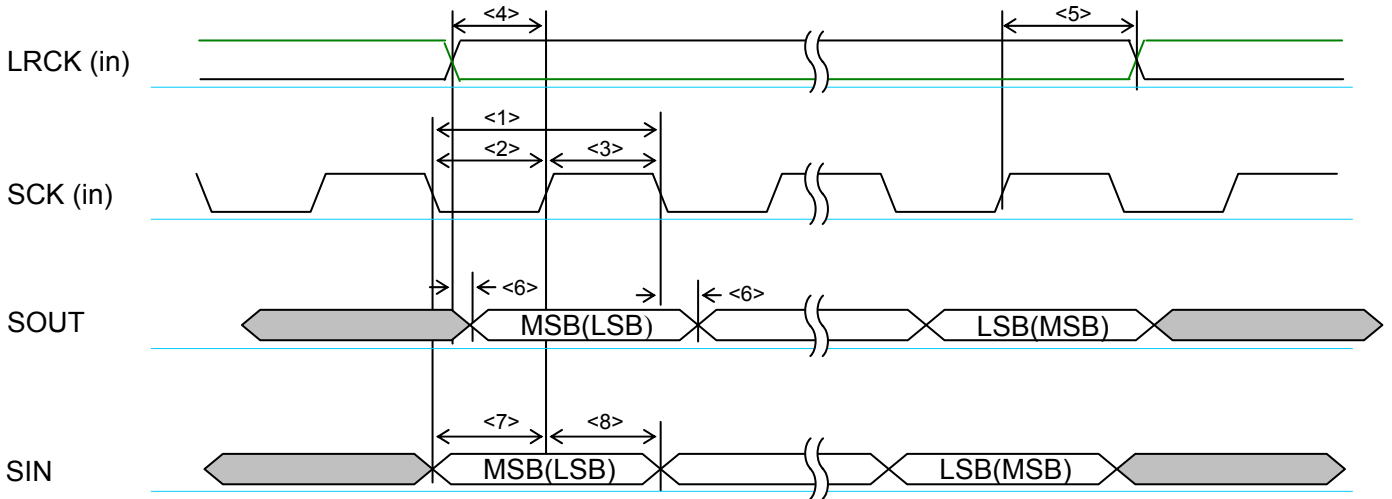 <4>
<5>
LRCK (in)
<1>
<2>
<3>
SCK (in)
<6>
<6>
SOUT
MSB(LSB)
LSB(MSB)
<7>
<8>
SIN
MSB(LSB)
LSB(MSB)